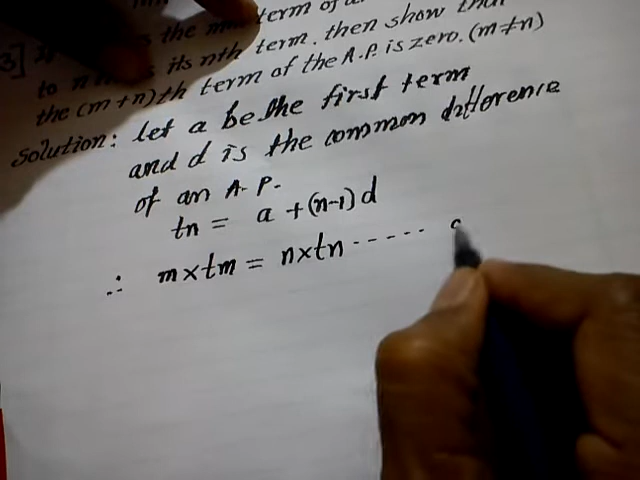 the term of
3] its nth term. then show that
to n
the (m+n)th term of the A.P. is zero. (m≠n)
Solution: let a be the first term
and d is the common difference
of an A.P.
tn = a + (n-1)d
∴ m×tm = n×tn -----